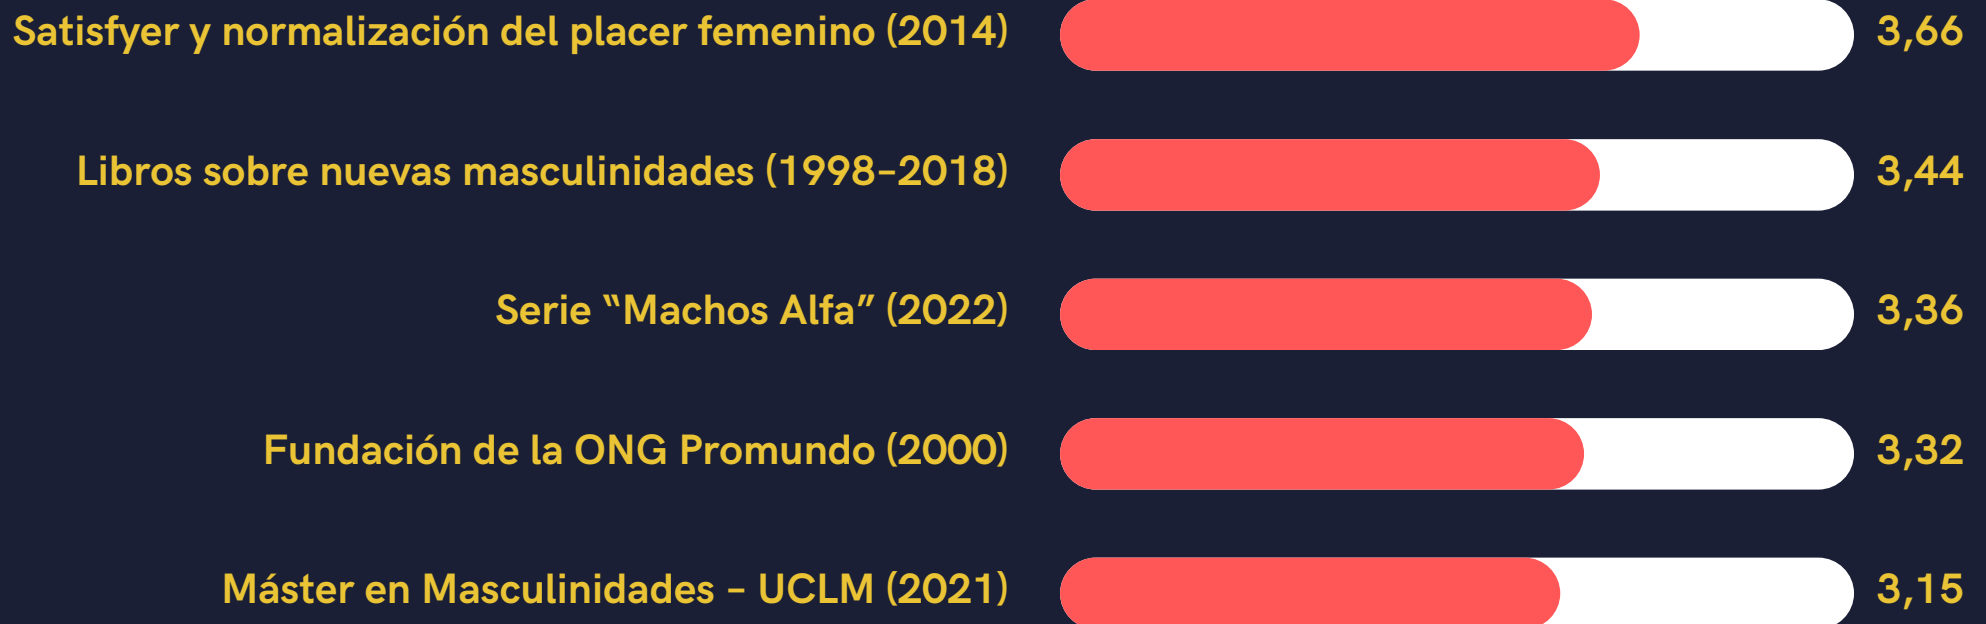 Satisfyer y normalización del placer femenino (2014) 3,66
Libros sobre nuevas masculinidades (1998–2018) 3,44
Serie “Machos Alfa” (2022) 3,36
Fundación de la ONG Promundo (2000) 3,32
Máster en Masculinidades – UCLM (2021) 3,15